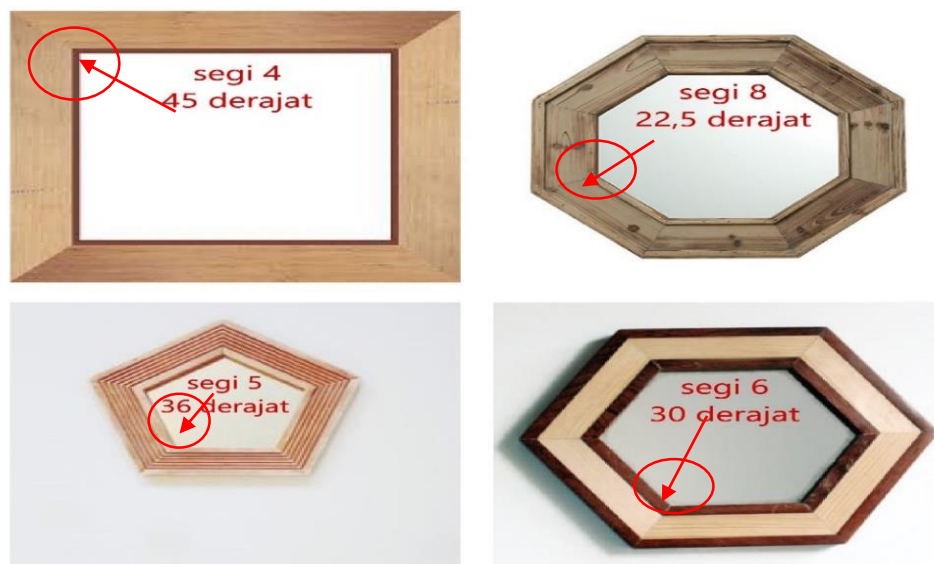 segi 4
45 derajat
segi 8
22,5 derajat
segi 5
36 derajat
segi 6
30 derajat